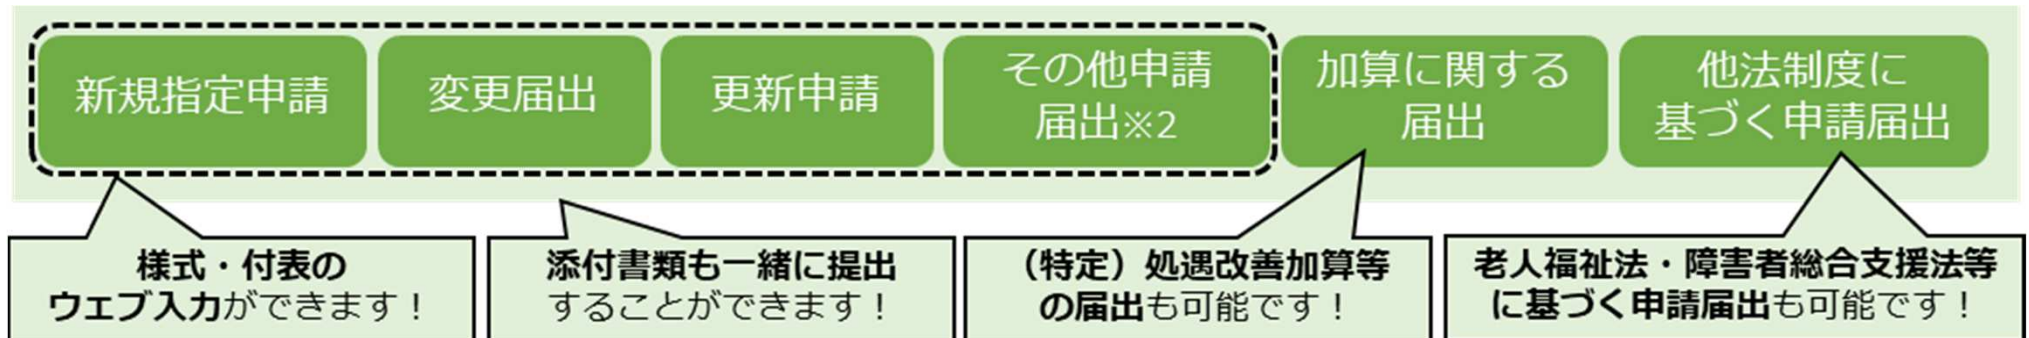 新規指定申請
変更届出
更新申請
その他申請
届出※2
加算に関する
届出
他法制度に
基づく申請届出
様式・付表の
ウェブ入力ができます！
添付書類も一緒に提出
することができます！
（特定）処遇改善加算等
の届出も可能です！
老人福祉法・障害者総合支援法等
に基づく申請届出も可能です！